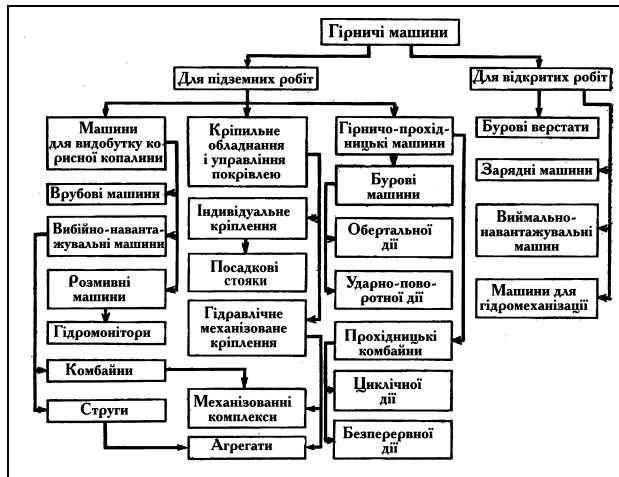 Гірничі машини
Для підземних робіт
Для відкритих робіт
Машини
для видобутку ко-
рисної копалини
Врубові машини
Вибійно-наванта-
жувальні машини
Розмивні
машини
Гідромонітори
Комбайни
Струги
Кріпильне
обладнання
і управління
покрівлею
Індивідуальне
кріплення
Посадкові
стояки
Гідравлічне
механізоване
кріплення
Механізованні
комплекси
Агрегати
Гірничо-прохід-
ницькі машини
Бурові
машини
Обертальної
дії
Ударно-пово-
ротної дії
Прохідницькі
комбайни
Циклічної
дії
Безперервної
дії
Бурові верстати
Зарядні машини
Виймально-
навантажувальні
машин
Машини для
гідромеханізації